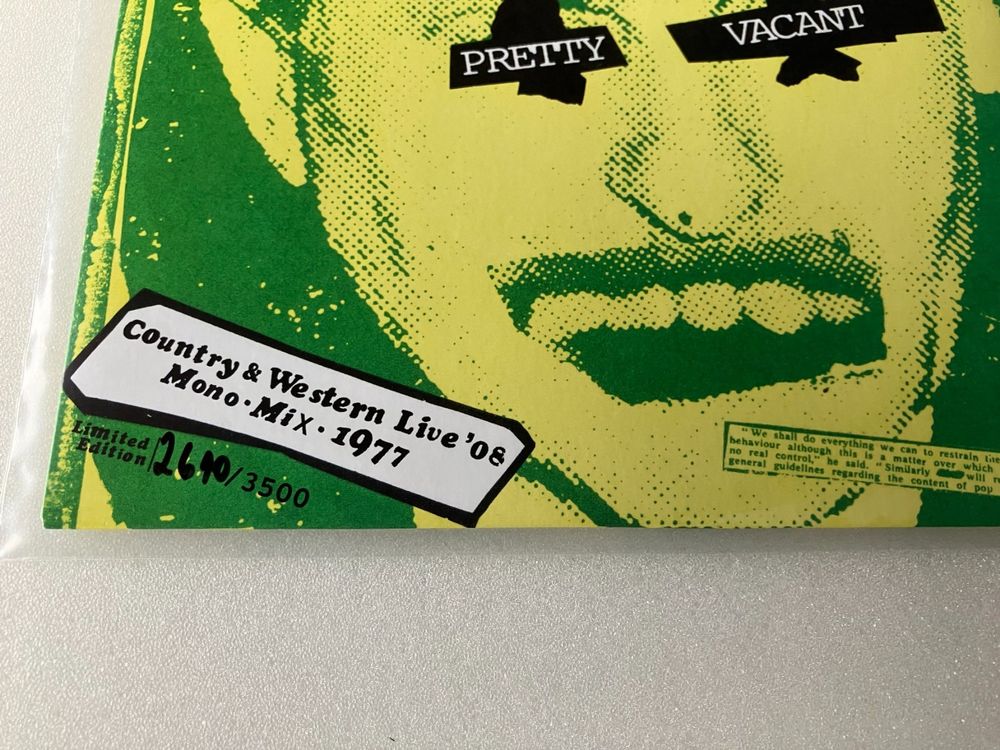 PRETTY
VACANT
Country & Western Live '08
Mono · Mix · 1977
Limited
Edition
2640/3500
"We shall do everything we can to restrain
behaviour although this is a matter over which
no real control," he said. "Similarly will
general guidelines regarding the content of pop